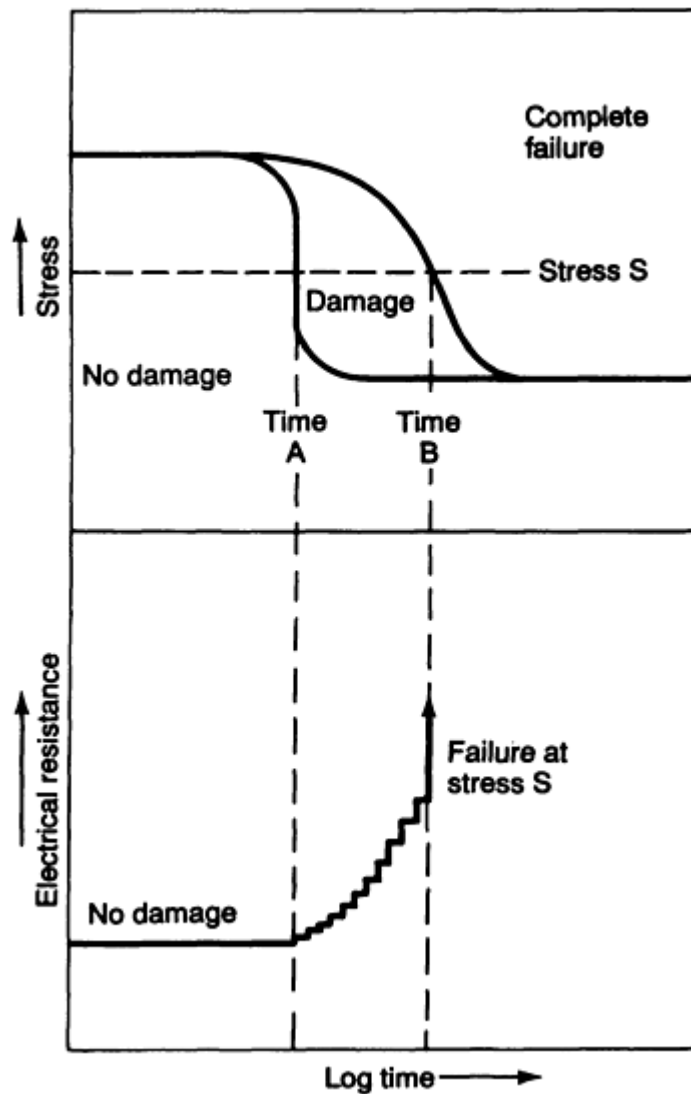 Complete
failure
Stress
Stress S
Damage
No damage
Time
A
Time
B
Electrical resistance
Failure at
stress S
No damage
Log time